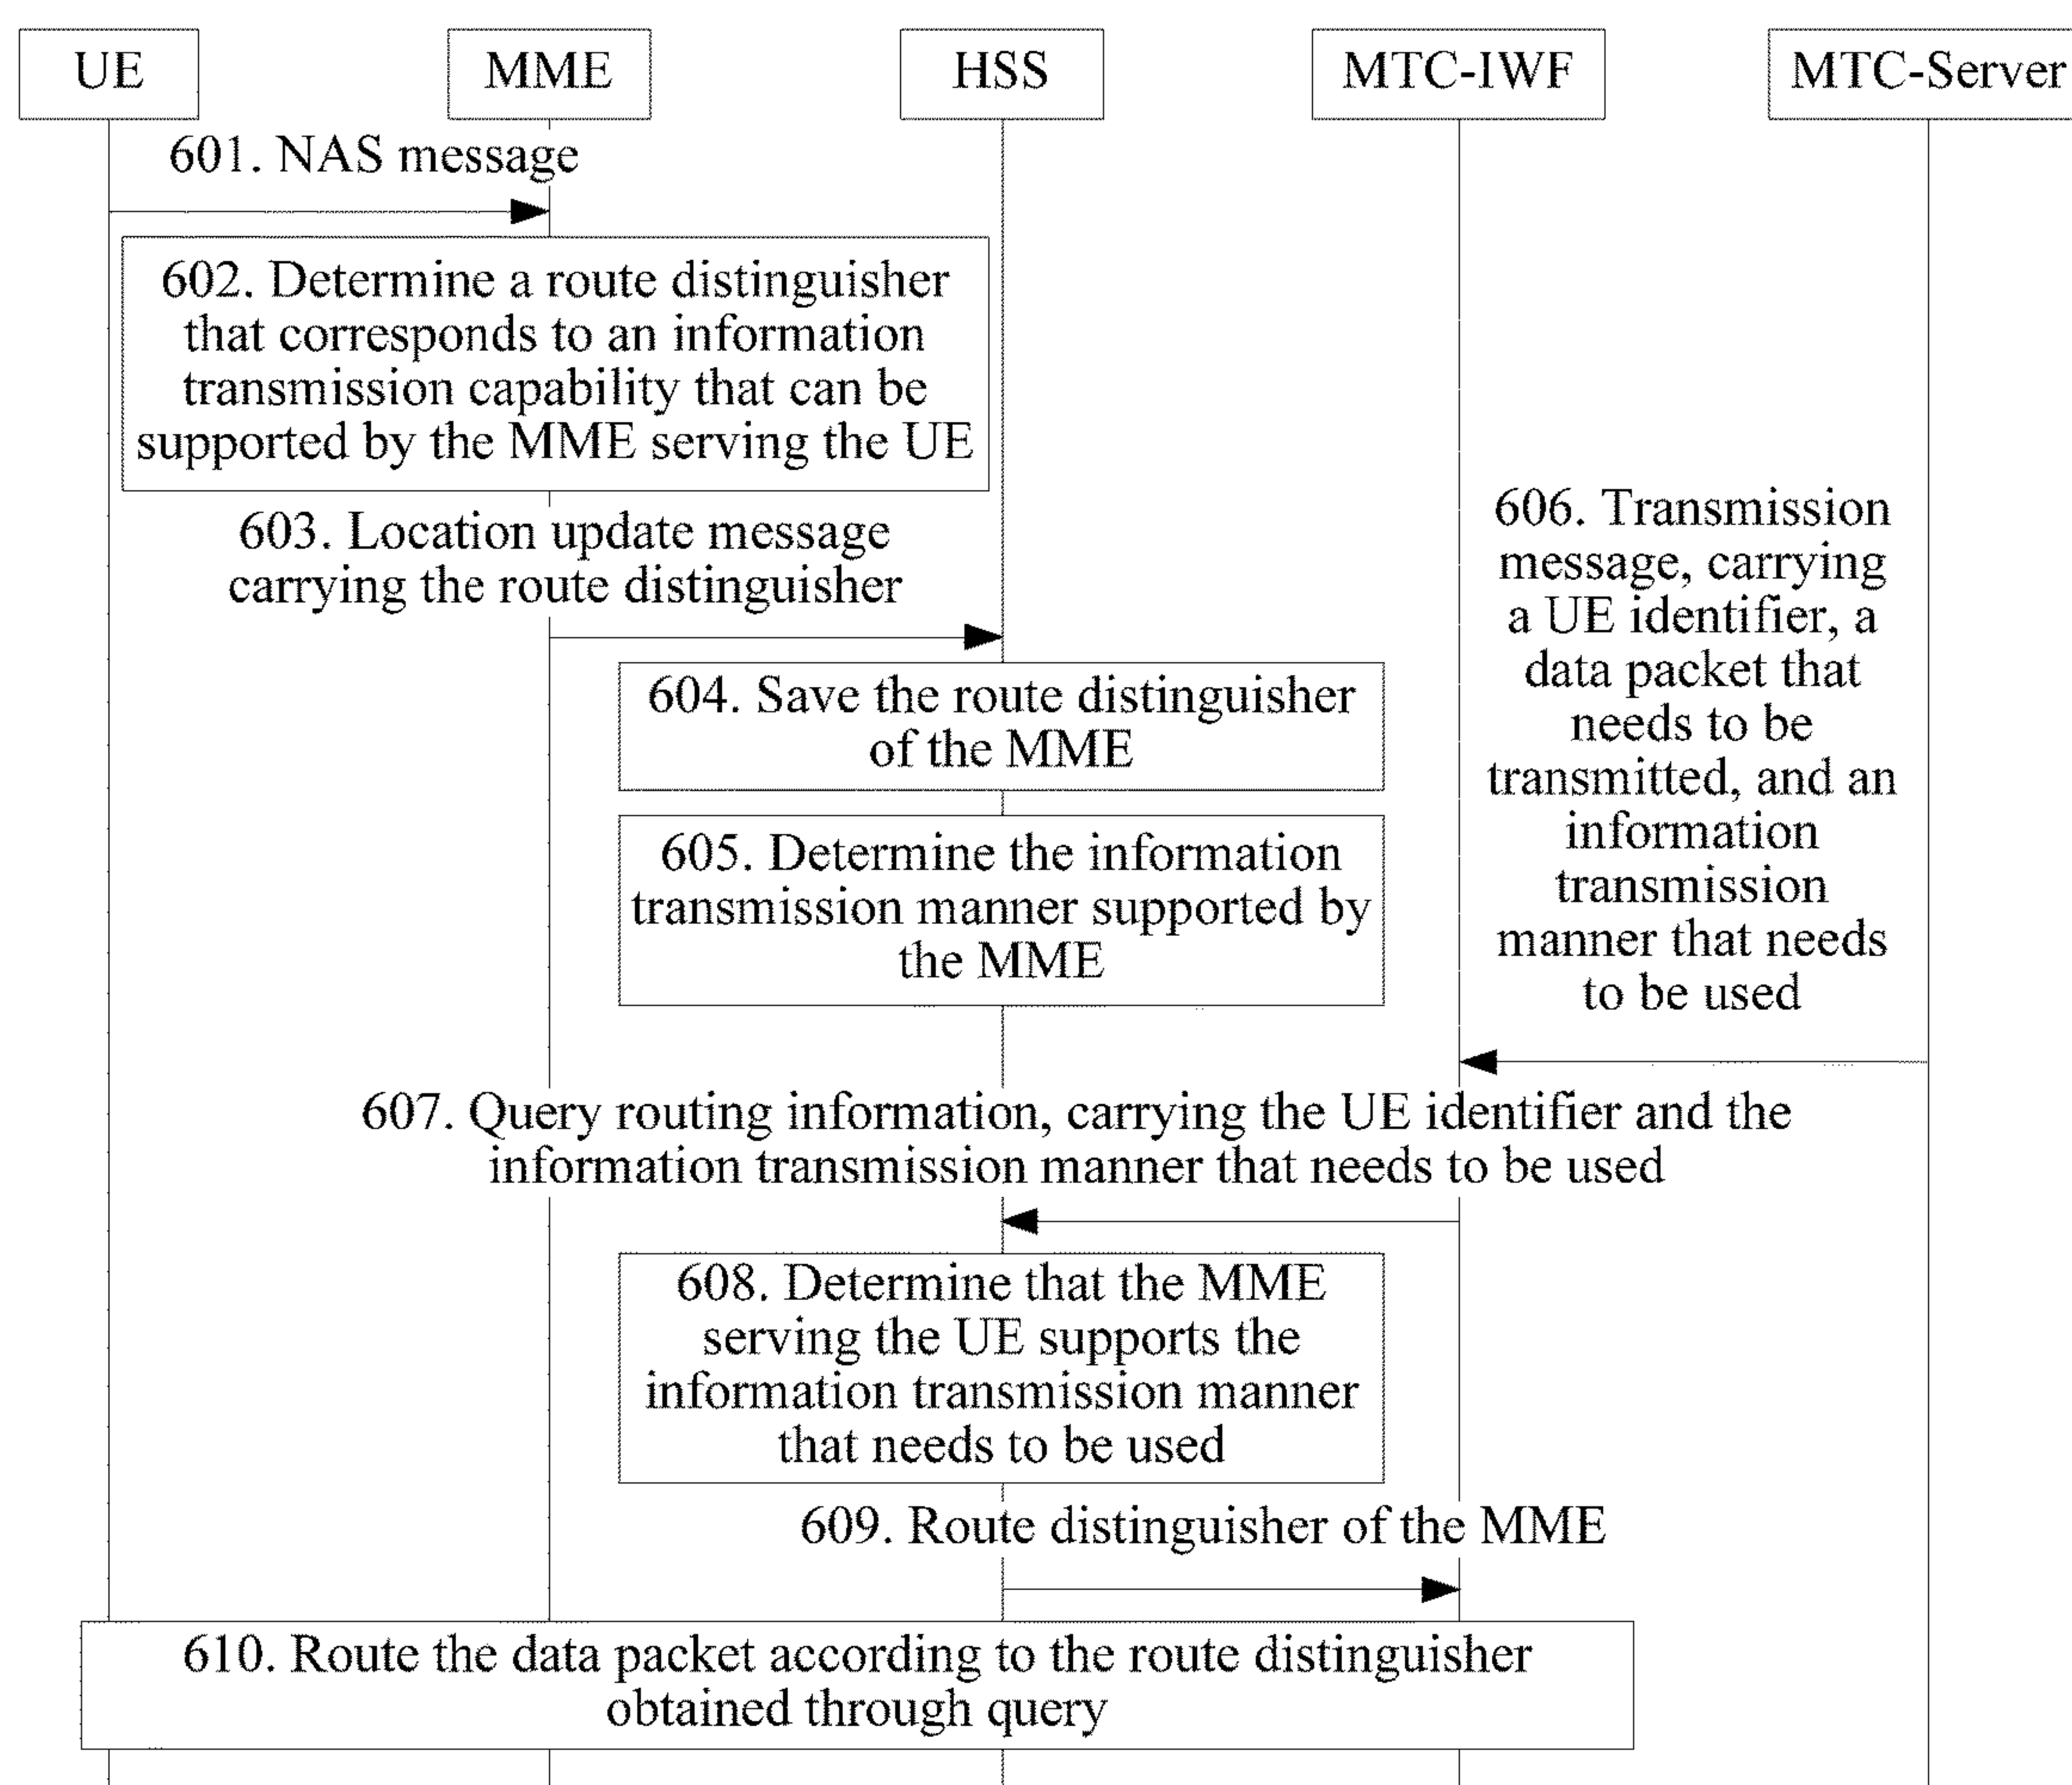 UE
MME
HSS
MTC-IWF
MTC-Server
601. NAS message
602. Determine a route distinguisher
that corresponds to an information
transmission capability that can be
supported by the MME serving the UE
603. Location update message
carrying the route distinguisher
604. Save the route distinguisher
of the MME
605. Determine the information
transmission manner supported by
the MME
606. Transmission
message, carrying
a UE identifier, a
data packet that
needs to be
transmitted, and an
information
transmission
manner that needs
to be used
607. Query routing information, carrying the UE identifier and the
information transmission manner that needs to be used
608. Determine that the MME
serving the UE supports the
information transmission manner
that needs to be used
609. Route distinguisher of the MME
610. Route the data packet according to the route distinguisher
obtained through query